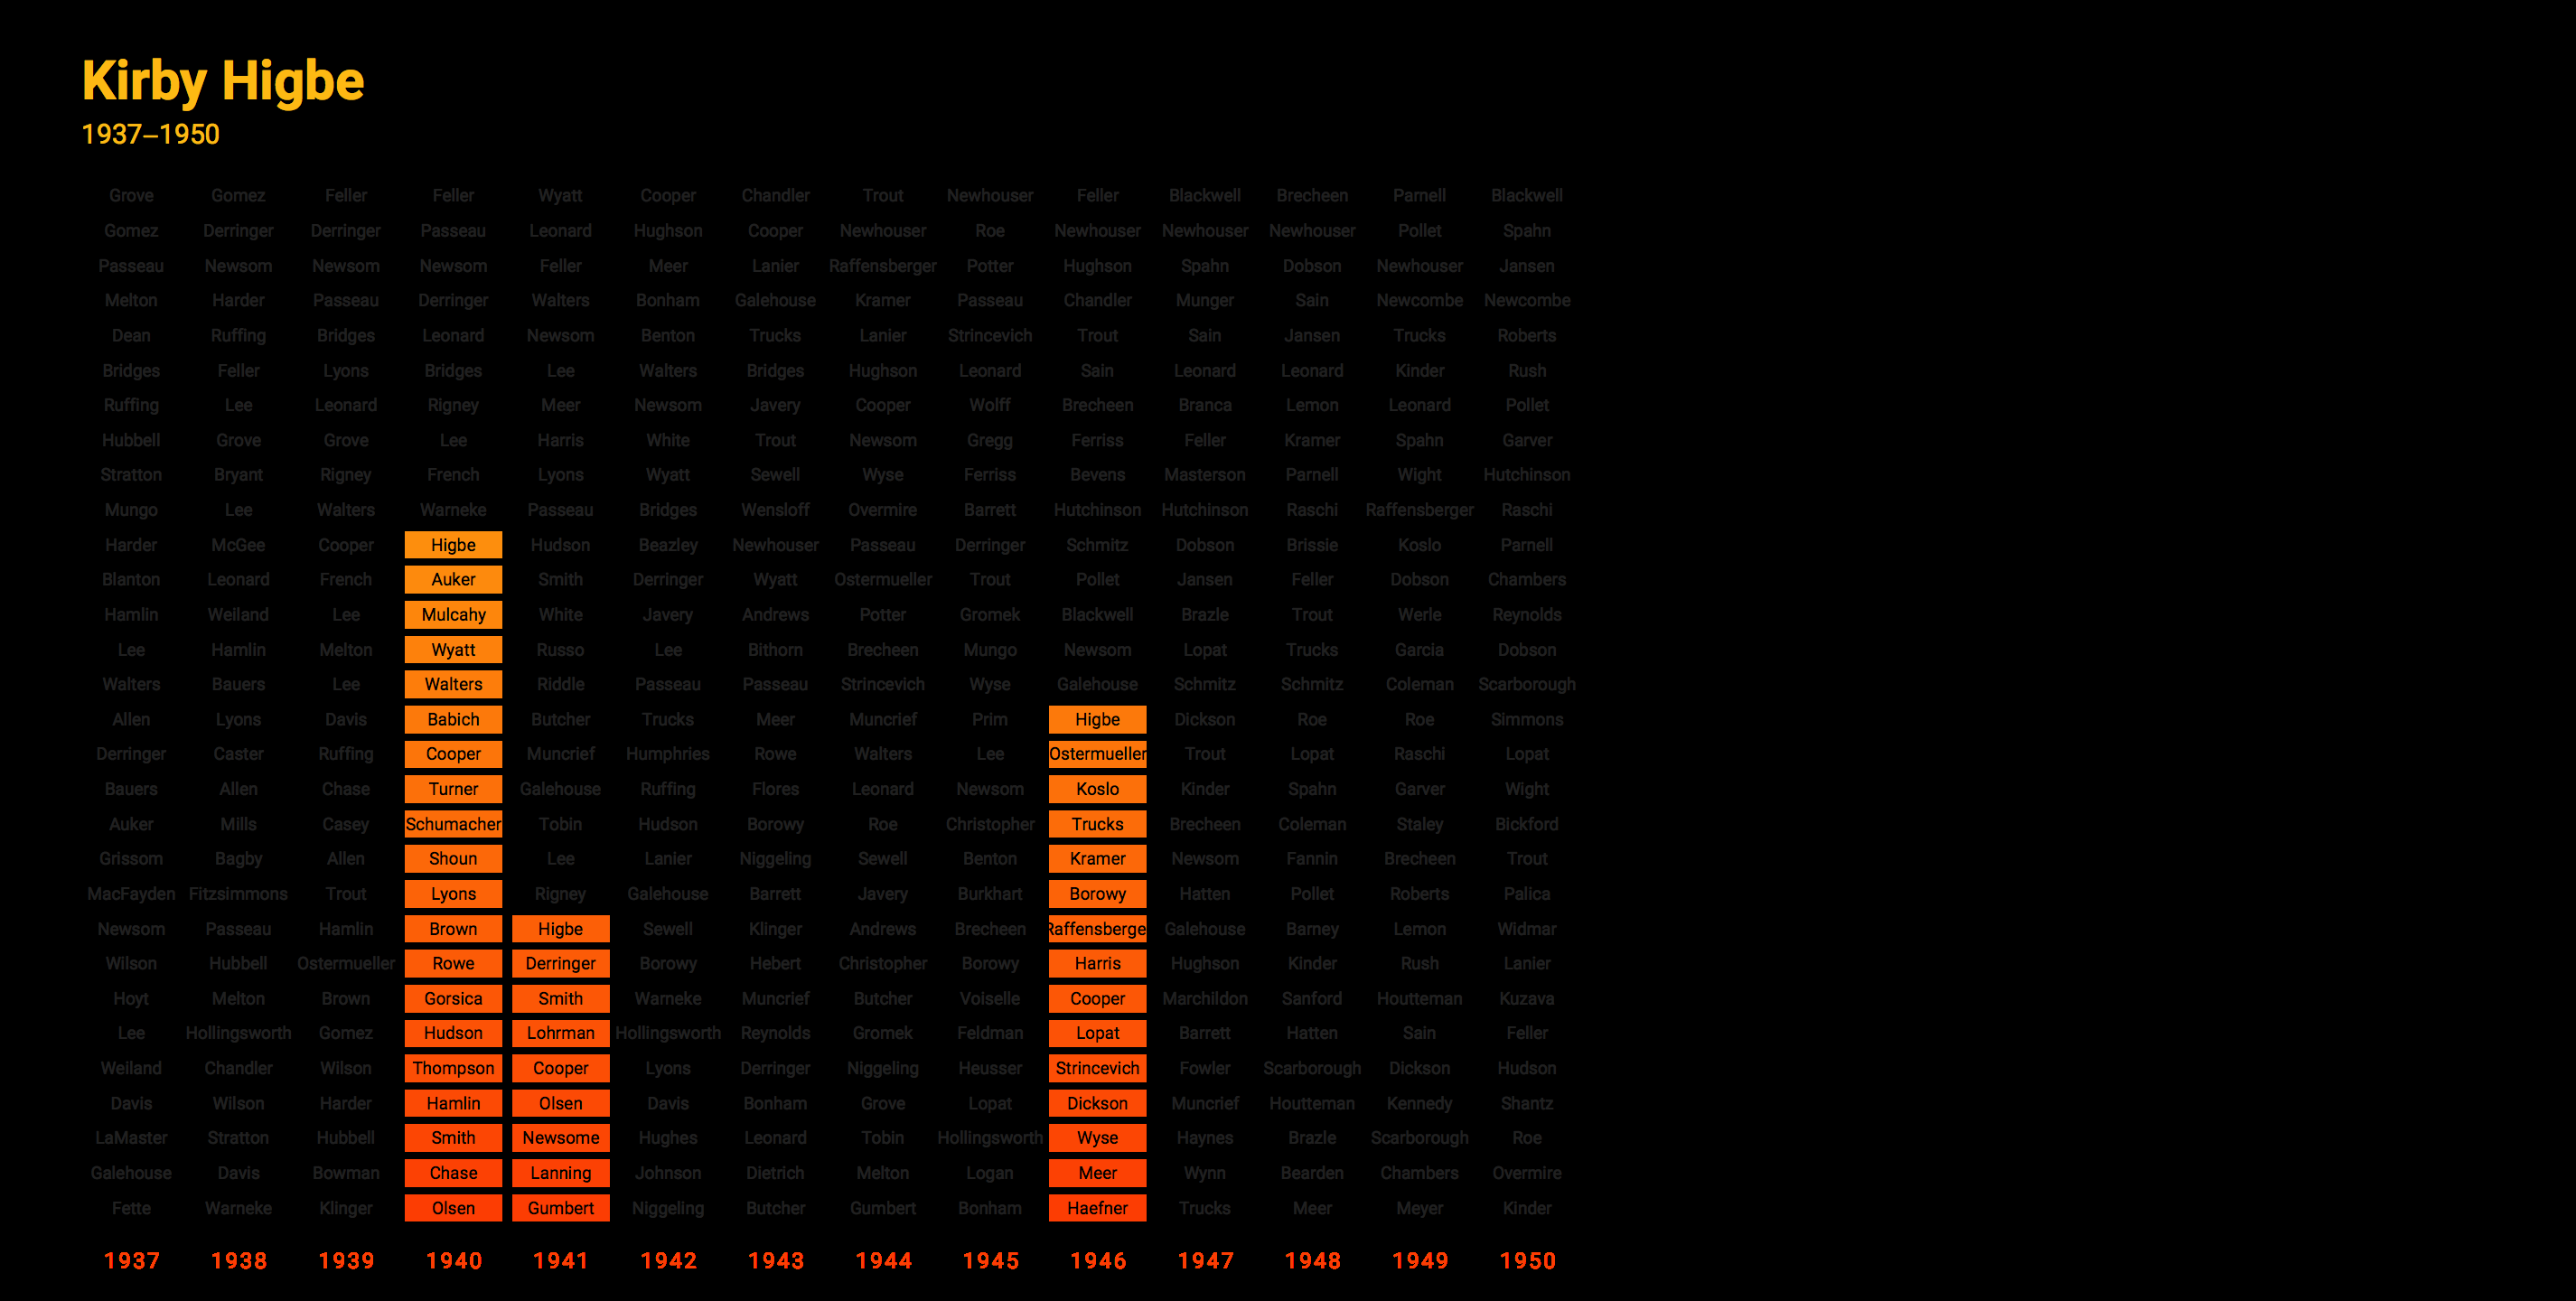 Kirby Higbe
1937–1950
Grove Gomez Feller Feller Wyatt Cooper Chandler Trout Newhouser Feller Blackwell Brecheen Parnell Blackwell
Gomez Derringer Derringer Passeau Leonard Hughson Cooper Newhouser Roe Newhouser Newhouser Newhouser Pollet Spahn
Passeau Newsom Newsom Newsom Feller Meer Lanier Raffensberger Potter Hughson Spahn Dobson Newhouser Jansen
Melton Harder Passeau Derringer Walters Bonham Galehouse Kramer Passeau Chandler Munger Sain Newcombe Newcombe
Dean Ruffing Bridges Leonard Newsom Benton Trucks Lanier Strincevich Trout Sain Jansen Trucks Roberts
Bridges Feller Lyons Bridges Lee Walters Bridges Hughson Leonard Sain Leonard Leonard Kinder Rush
Ruffing Lee Leonard Rigney Meer Newsom Javery Cooper Wolff Brecheen Branca Lemon Leonard Pollet
Hubbell Grove Grove Lee Harris White Trout Newsom Gregg Ferriss Feller Kramer Spahn Garver
Stratton Bryant Rigney French Lyons Wyatt Sewell Wyse Ferriss Bevens Masterson Parnell Wight Hutchinson
Mungo Lee Walters Warneke Passeau Bridges Wensloff Overmire Barrett Hutchinson Hutchinson Raschi Raffensberger Raschi
Harder McGee Cooper Higbe Hudson Beazley Newhouser Passeau Derringer Schmitz Dobson Brissie Koslo Parnell
Blanton Leonard French Auker Smith Derringer Wyatt Ostermueller Trout Pollet Jansen Feller Dobson Chambers
Hamlin Weiland Lee Mulcahy White Javery Andrews Potter Gromek Blackwell Brazle Trout Werle Reynolds
Lee Hamlin Melton Wyatt Russo Lee Bithorn Brecheen Mungo Newsom Lopat Trucks Garcia Dobson
Walters Bauers Lee Walters Riddle Passeau Passeau Strincevich Wyse Galehouse Schmitz Schmitz Coleman Scarborough
Allen Lyons Davis Babich Butcher Trucks Meer Muncrief Prim Higbe Dickson Roe Roe Simmons
Derringer Caster Ruffing Cooper Muncrief Humphries Rowe Walters Lee Ostermueller Trout Lopat Raschi Lopat
Bauers Allen Chase Turner Galehouse Ruffing Flores Leonard Newsom Koslo Kinder Spahn Garver Wight
Auker Mills Casey Schumacher Tobin Hudson Borowy Roe Christopher Trucks Brecheen Coleman Staley Bickford
Grissom Bagby Allen Shoun Lee Lanier Niggeling Sewell Benton Kramer Newsom Fannin Brecheen Trout
MacFayden Fitzsimmons Trout Lyons Rigney Galehouse Barrett Javery Burkhart Borowy Hatten Pollet Roberts Palica
Newsom Passeau Hamlin Brown Higbe Sewell Klinger Andrews Brecheen Raffensberge Galehouse Barney Lemon Widmar
Wilson Hubbell Ostermueller Rowe Derringer Borowy Hebert Christopher Borowy Harris Hughson Kinder Rush Lanier
Hoyt Melton Brown Gorsica Smith Warneke Muncrief Butcher Voiselle Cooper Marchildon Sanford Houtteman Kuzava
Lee Hollingsworth Gomez Hudson Lohrman Hollingsworth Reynolds Gromek Feldman Lopat Barrett Hatten Sain Feller
Weiland Chandler Wilson Thompson Cooper Lyons Derringer Niggeling Heusser Strincevich Fowler Scarborough Dickson Hudson
Davis Wilson Harder Hamlin Olsen Davis Bonham Grove Lopat Dickson Muncrief Houtteman Kennedy Shantz
LaMaster Stratton Hubbell Smith Newsome Hughes Leonard Tobin Hollingsworth Wyse Haynes Brazle Scarborough Roe
Galehouse Davis Bowman Chase Lanning Johnson Dietrich Melton Logan Meer Wynn Bearden Chambers Overmire
Fette Warneke Klinger Olsen Gumbert Niggeling Butcher Gumbert Bonham Haefner Trucks Meer Meyer Kinder
1937 1938 1939 1940 1941 1942 1943 1944 1945 1946 1947 1948 1949 1950